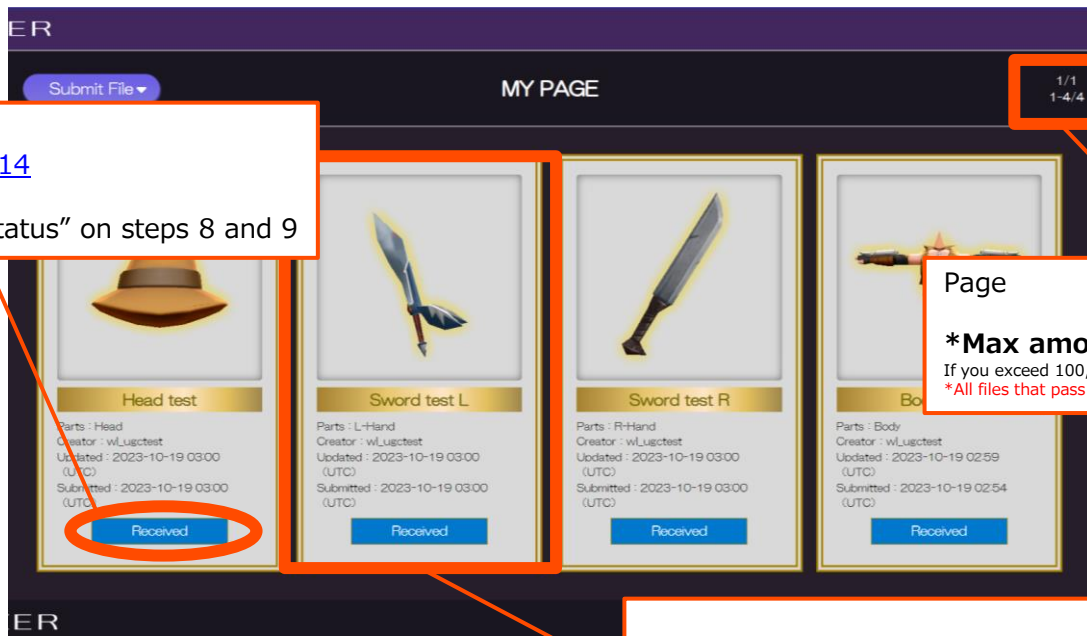 ER
Submit File
MY PAGE
1/1
1-4/4
14
tatus” on steps 8 and 9
Page
*Max amo
If you exceed 100,
*All files that pass
Head test
Parts : Head
Creator : wl_ugctest
Updated : 2023-10-19 03:00
(UTC)
Submitted : 2023-10-19 03:00
(UTC)
Received
Sword test L
Parts : L-Hand
Creator : wl_ugctest
Updated : 2023-10-19 03:00
(UTC)
Submitted : 2023-10-19 03:00
(UTC)
Received
Sword test R
Parts : R-Hand
Creator : wl_ugctest
Updated : 2023-10-19 03:00
(UTC)
Submitted : 2023-10-19 03:00
(UTC)
Received
Bo
Parts : Body
Creator : wl_ugctest
Updated : 2023-10-19 02:59
(UTC)
Submitted : 2023-10-19 02:54
(UTC)
Received
ER